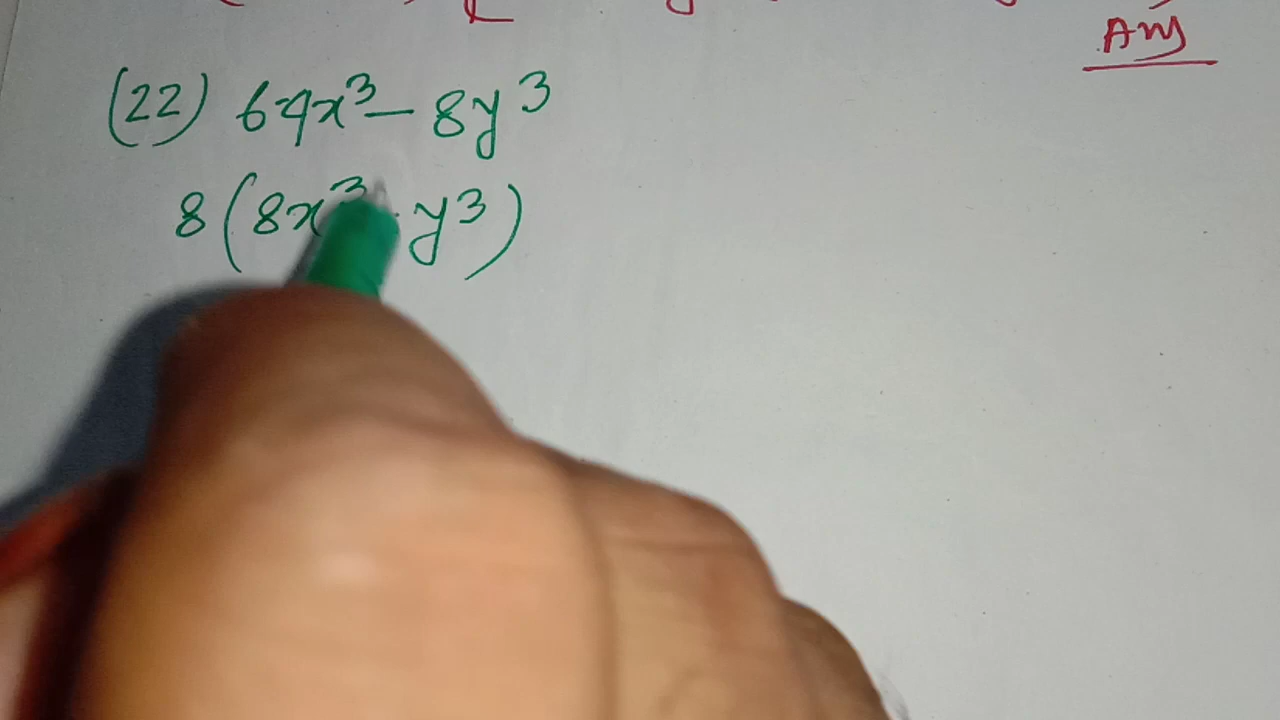 Ans
(22) 64x³ – 8y³
8(8x³ - y³)